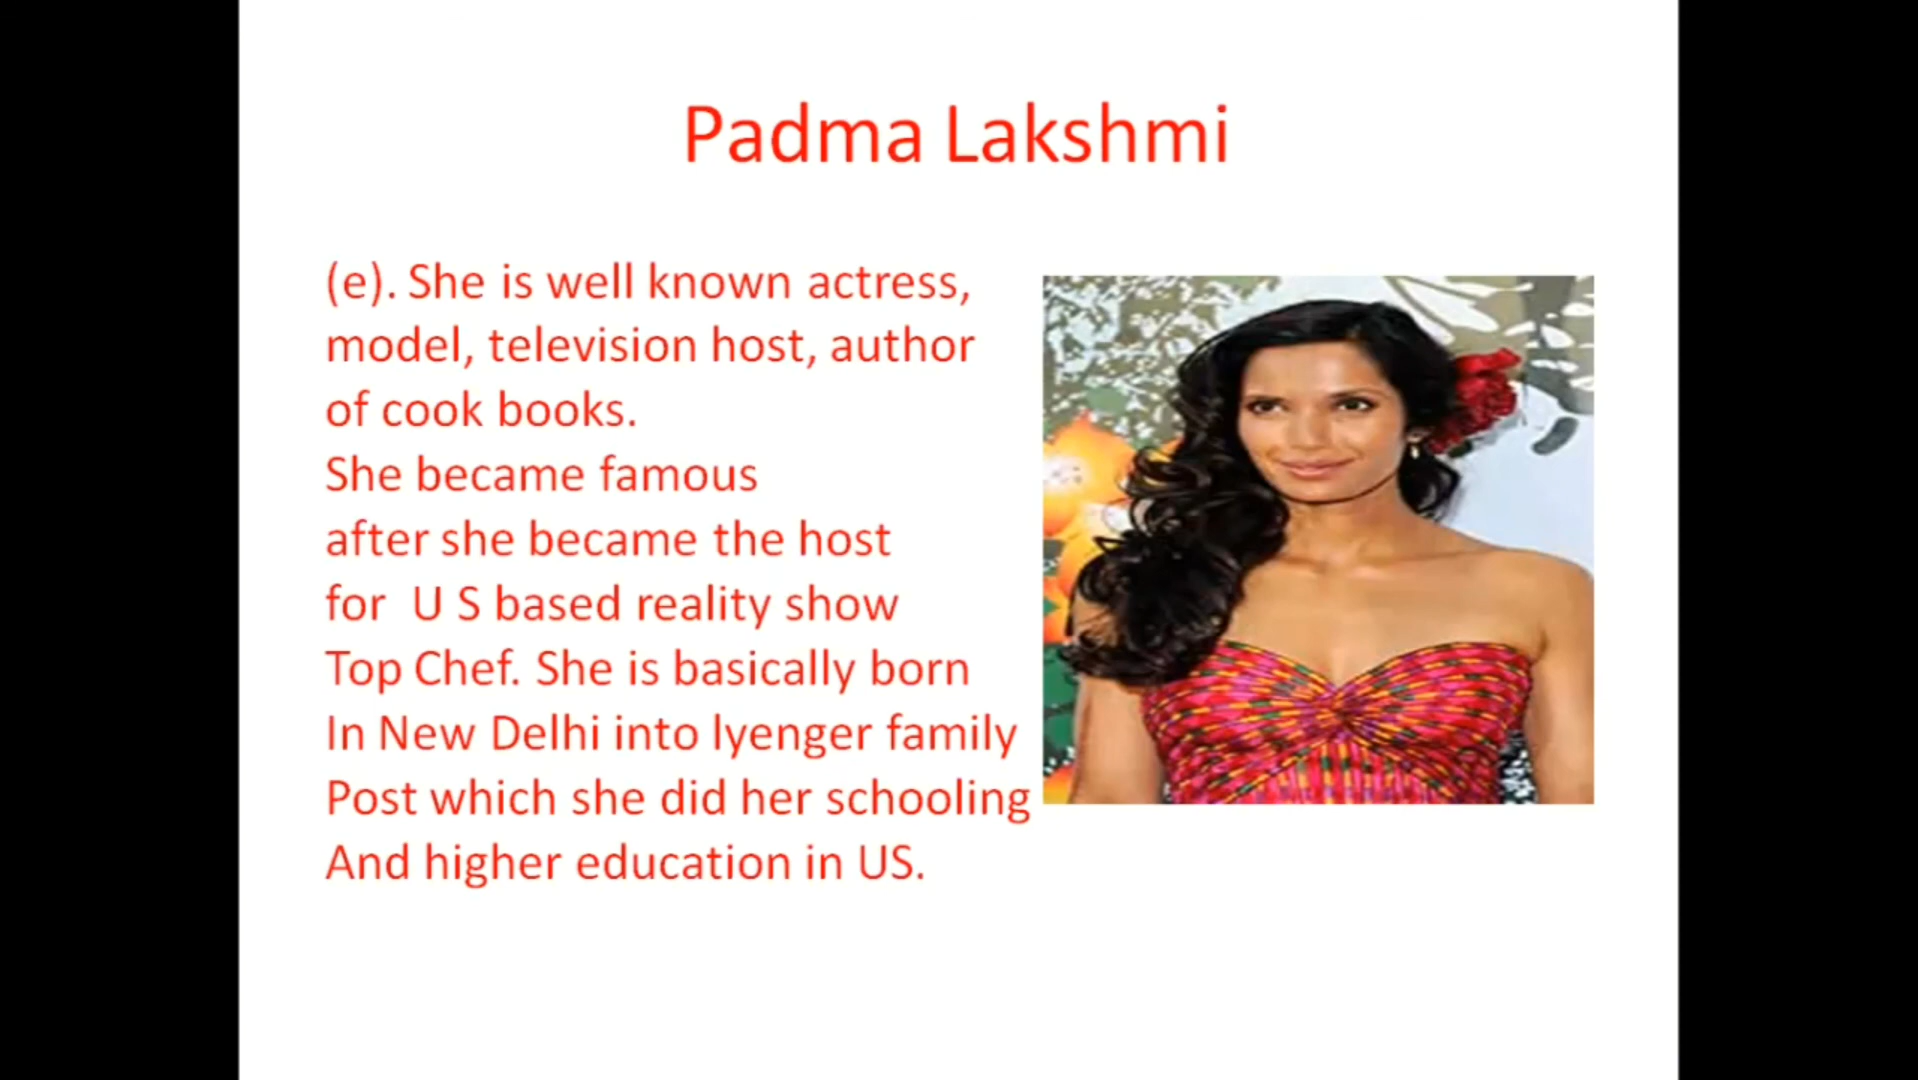 Padma Lakshmi
(e). She is well known actress,
model, television host, author
of cook books.
She became famous
after she became the host
for  U S based reality show
Top Chef. She is basically born
In New Delhi into lyenger family
Post which she did her schooling
And higher education in US.